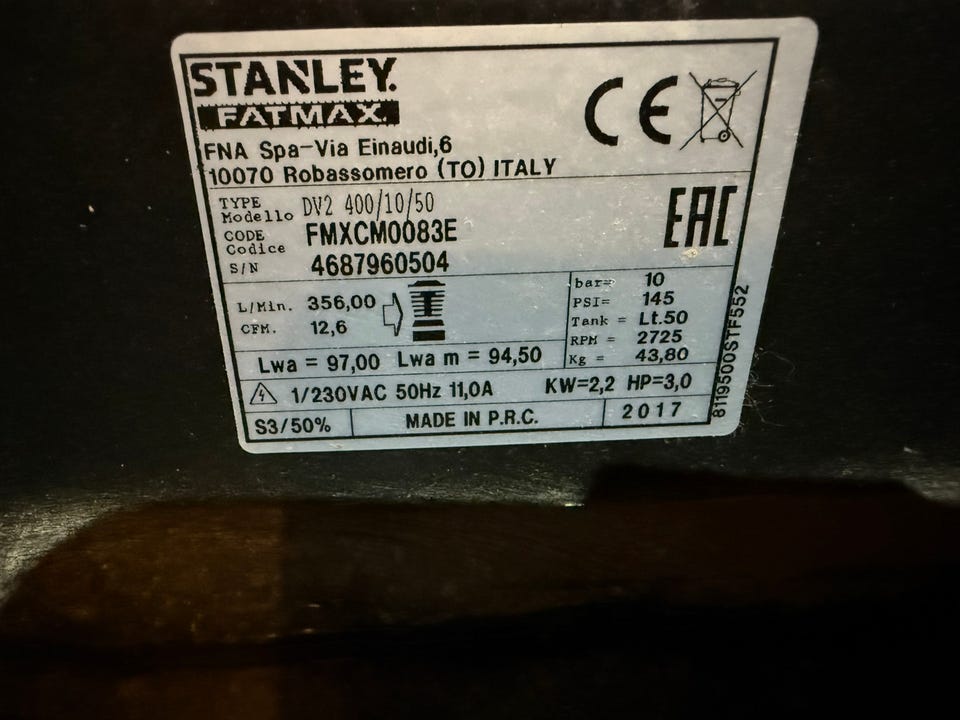 STANLEY.
FATMAX.
CE
FNA Spa-Via Einaudi,6
10070 Robassomero (TO) ITALY
TYPE
Modello DV2 400/10/50
CODE
Codice FMXCM0083E
S/N 4687960504
EAC
L/Min. 356,00
CFM. 12,6
bar= 10
PSI= 145
Tank = Lt.50
RPM = 2725
Kg = 43,80
Lwa = 97,00 Lwa m = 94,50
1/230VAC 50Hz 11,0A KW=2,2 HP=3,0
S3/50% MADE IN P.R.C. 2017
8119500STF552